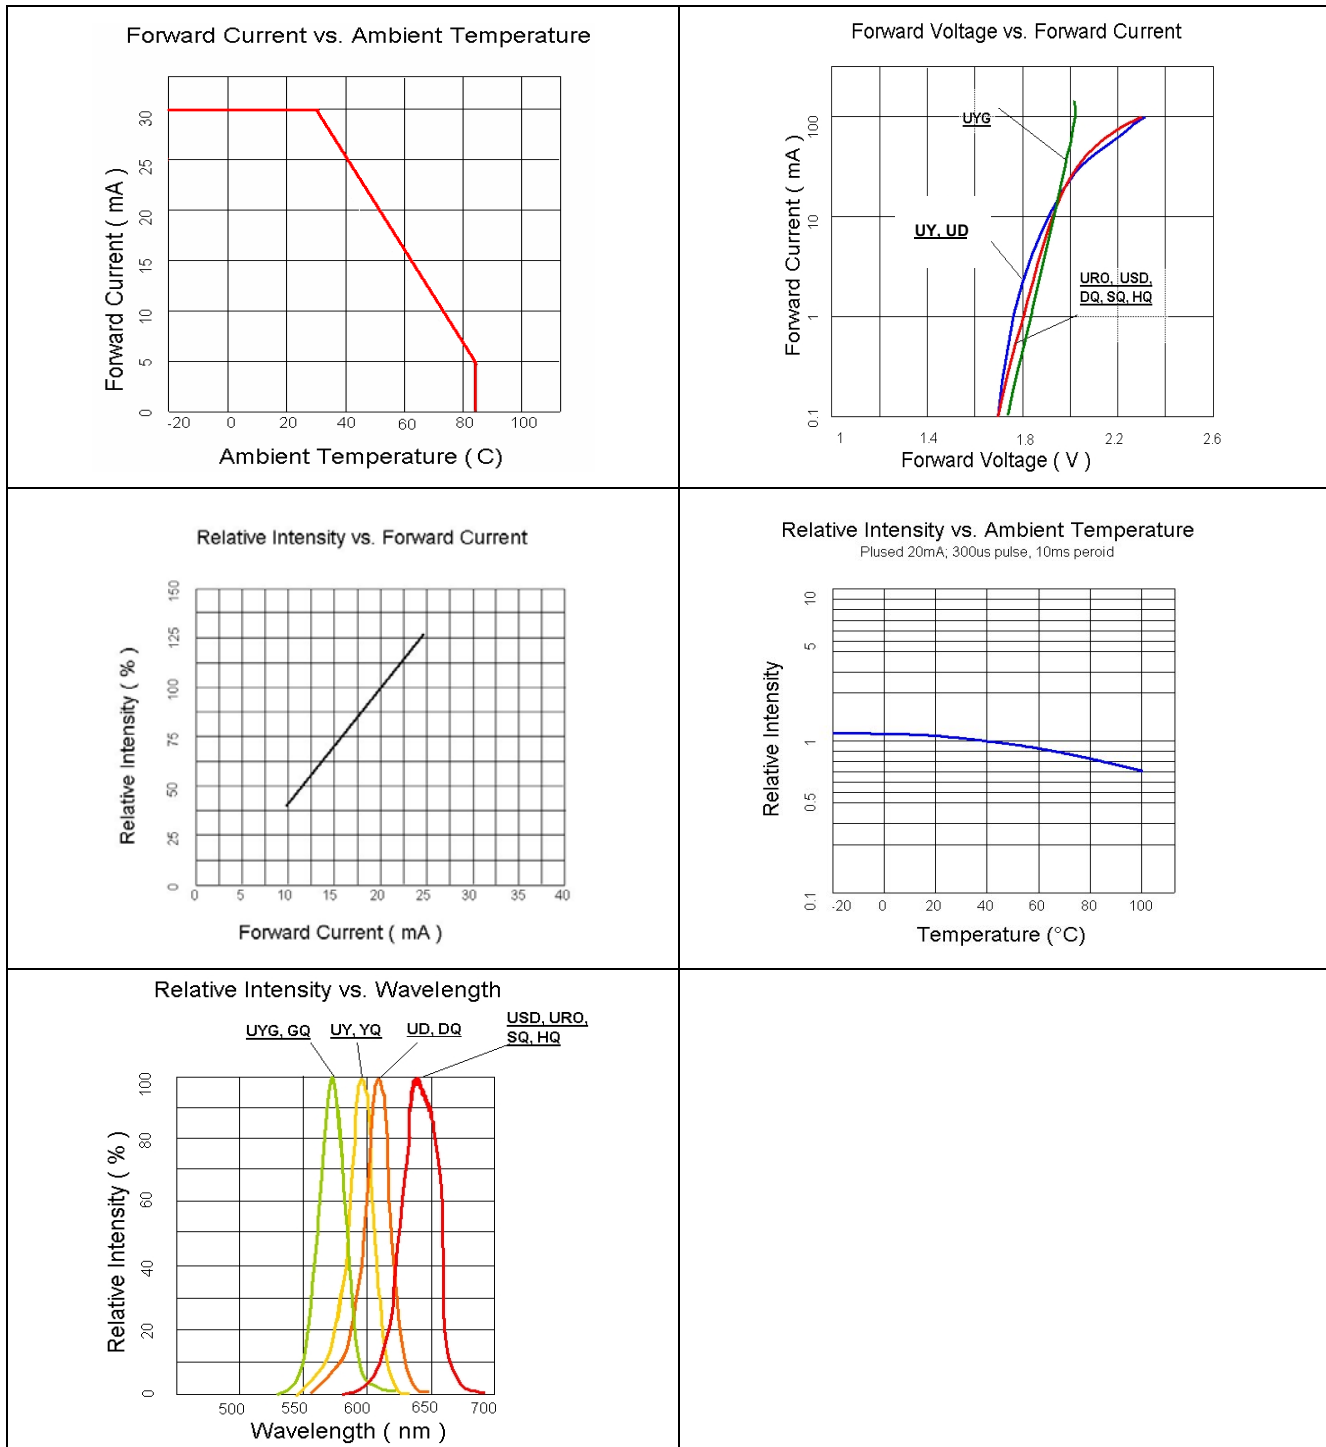 Forward Current vs. Ambient Temperature
Forward Current ( mA )
30
25
20
15
10
5
0
-20 0 20 40 60 80 100
Ambient Temperature ( C)
Forward Voltage vs. Forward Current
Forward Current ( mA )
100
10
1
0.1
UYG
UY, UD
URO, USD,
DQ, SQ, HQ
1 1.4 1.8 2.2 2.6
Forward Voltage ( V )
Relative Intensity vs. Forward Current
Relative Intensity ( % )
150
125
100
75
50
25
0
0 5 10 15 20 25 30 35 40
Forward Current ( mA )
Relative Intensity vs. Ambient Temperature
Plused 20mA; 300us pulse, 10ms peroid
Relative Intensity
10
5
1
0.5
0.1
-20 0 20 40 60 80 100
Temperature (°C)
Relative Intensity vs. Wavelength
UYG, GQ UY, YQ UD, DQ USD, URO,
SQ, HQ
Relative Intensity ( % )
100
80
60
40
20
0
500 550 600 650 700
Wavelength ( nm )